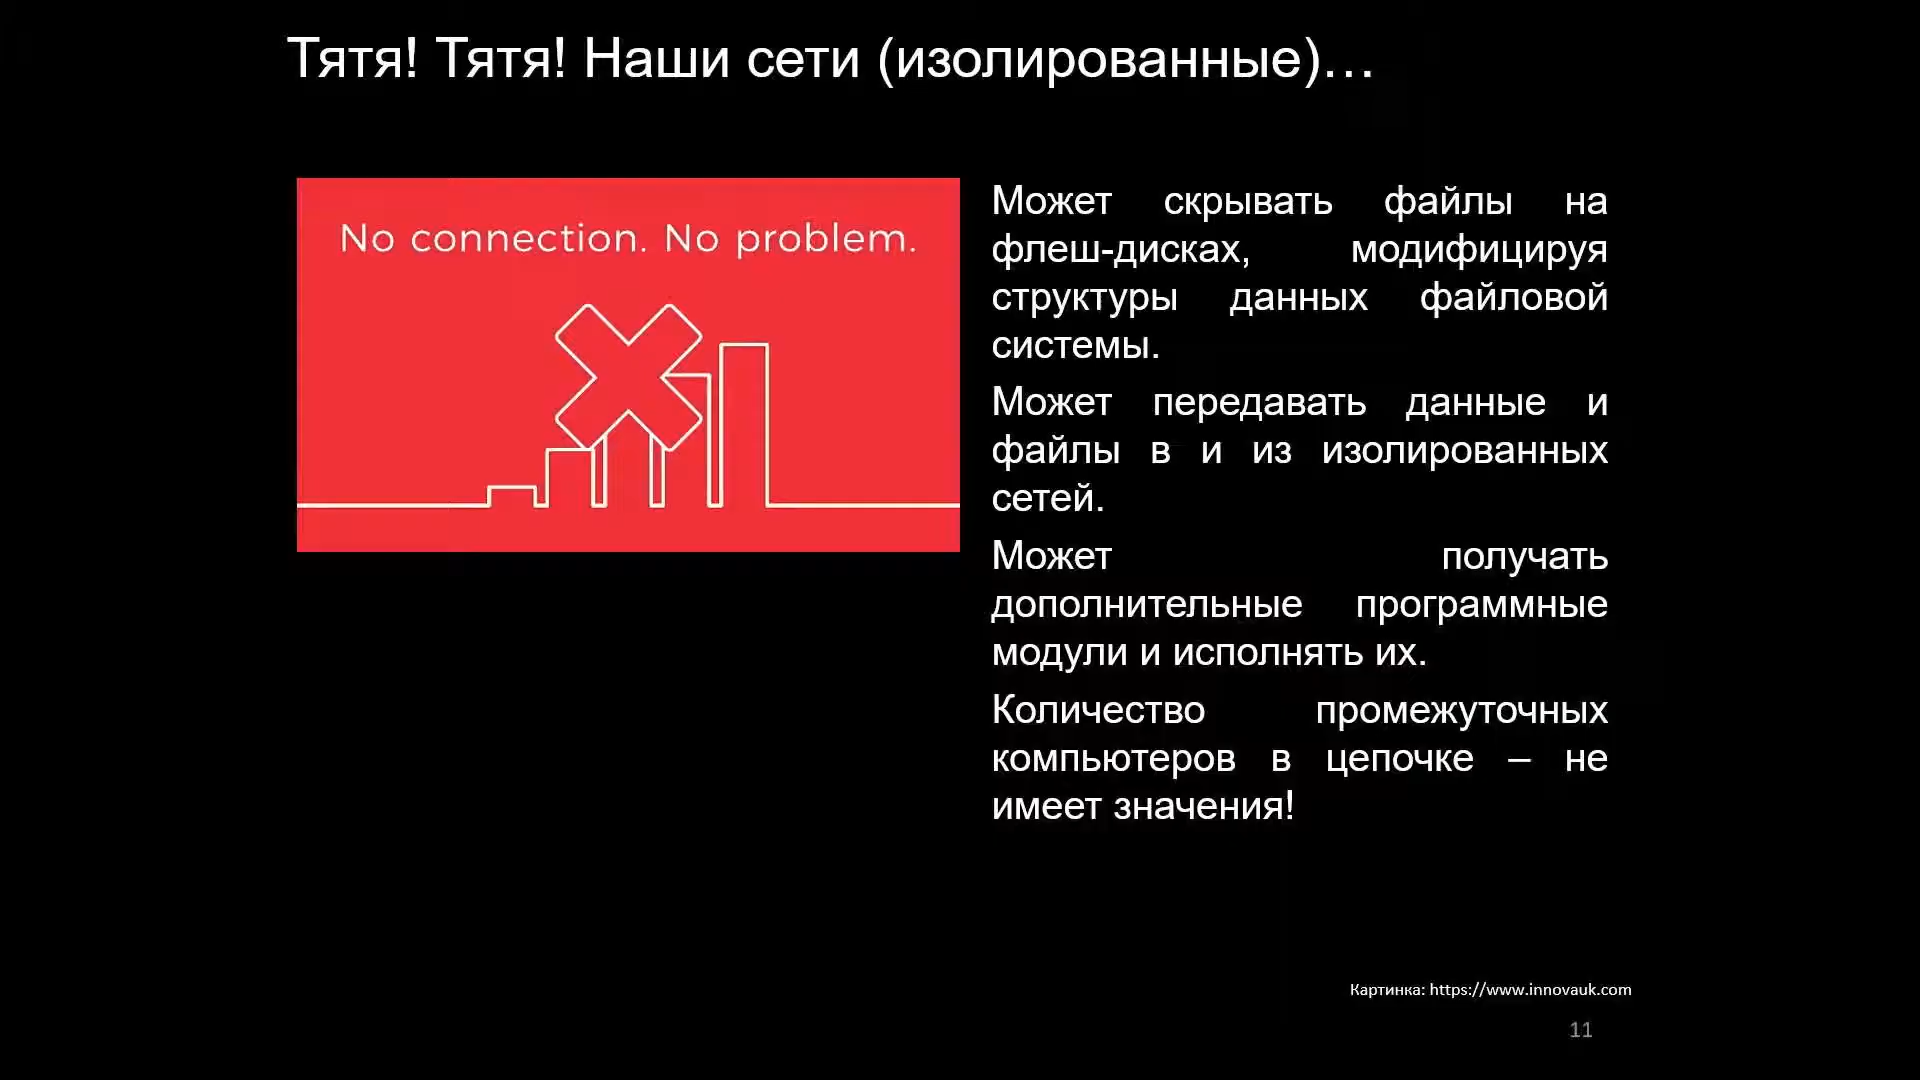 Тятя! Тятя! Наши сети (изолированные)…
No connection. No problem.
Может скрывать файлы на
флеш-дисках, модифицируя
структуры данных файловой
системы.
Может передавать данные и
файлы в и из изолированных
сетей.
Может получать
дополнительные программные
модули и исполнять их.
Количество промежуточных
компьютеров в цепочке – не
имеет значения!
Картинка: https://www.innovauk.com
11